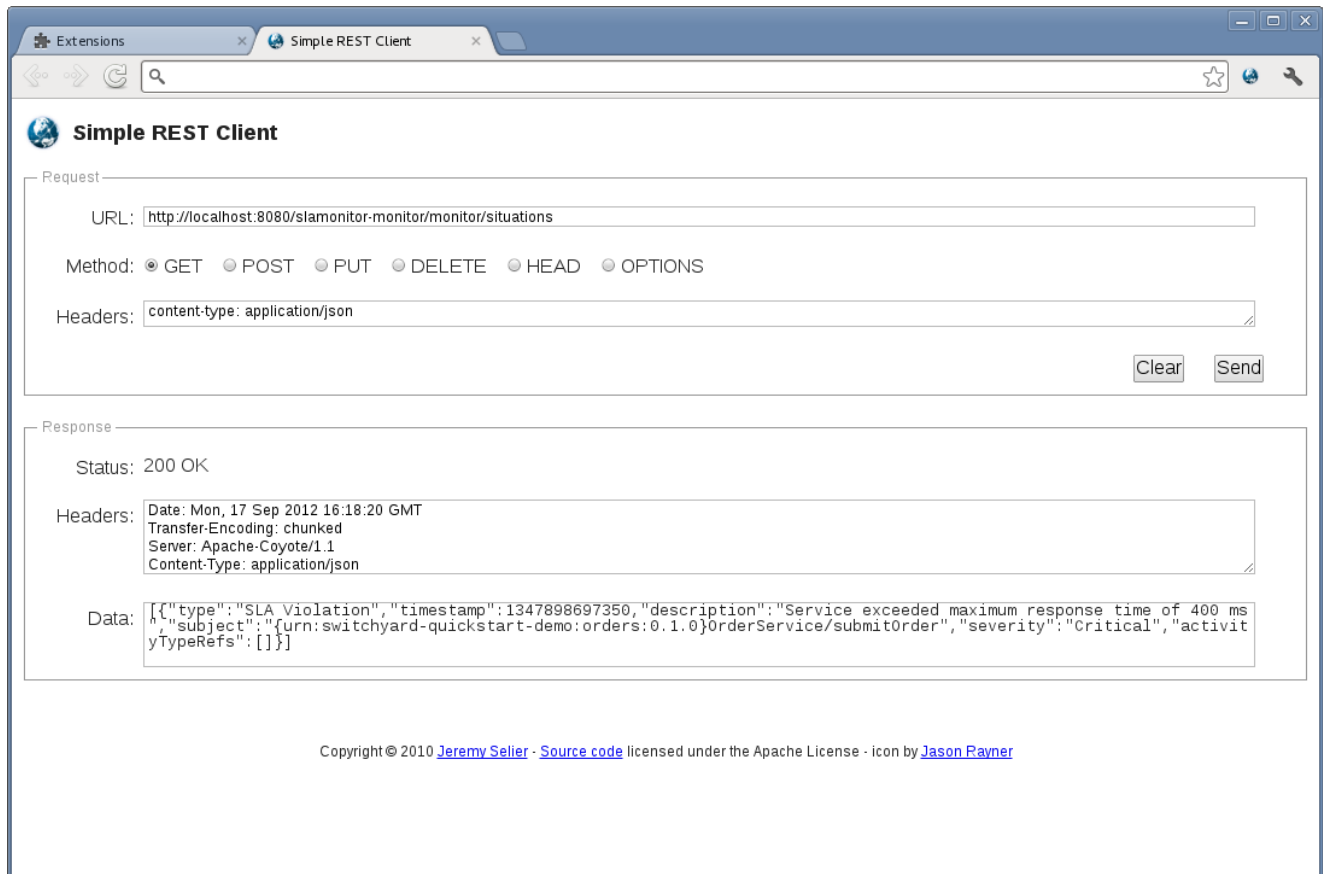 Extensions
Simple REST Client
Simple REST Client
Request
URL: http://localhost:8080/slamonitor-monitor/monitor/situations
Method: GET POST PUT DELETE HEAD OPTIONS
Headers: content-type: application/json
Clear Send
Response
Status: 200 OK
Headers: Date: Mon, 17 Sep 2012 16:18:20 GMT
Transfer-Encoding: chunked
Server: Apache-Coyote/1.1
Content-Type: application/json
Data: [{"type":"SLA Violation","timestamp":1347898697350,"description":"Service exceeded maximum response time of 400 ms
","subject":"{urn:switchyard-quickstart-demo:orders:0.1.0}OrderService/submitOrder","severity":"Critical","activit
yTypeRefs":[]}]
Copyright © 2010 Jeremy Selier - Source code licensed under the Apache License - icon by Jason Rayner